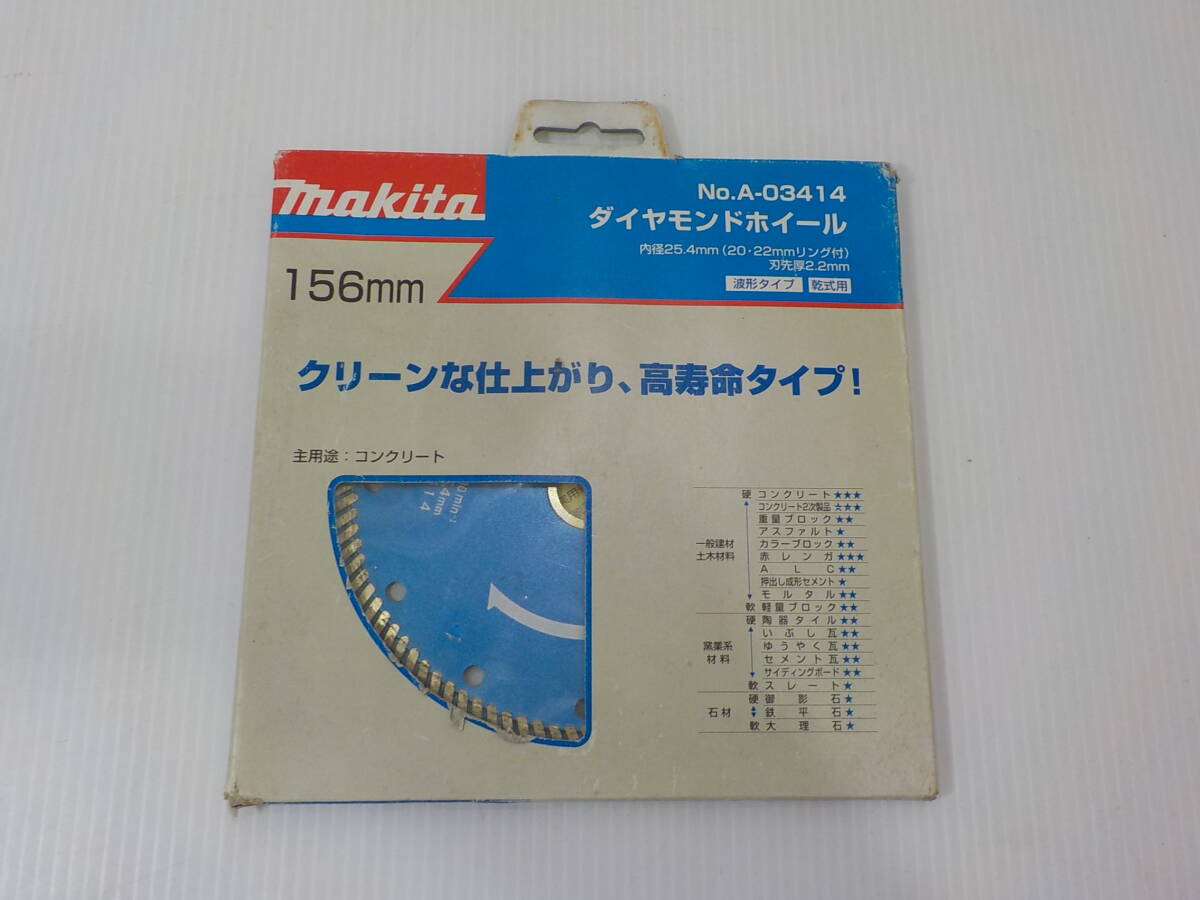 makita
No.A-03414
ダイヤモンドホイール
内径25.4mm(20・22mmリング付)
刃先厚2.2mm
波形タイプ 乾式用
156mm
クリーンな仕上がり、高寿命タイプ!
主用途:コンクリート
4mm
14
一般建材
土木材料
硬 コンクリート★★★
コンクリート2次製品☆★★
重量ブロック★★
アスファルト★
カラーブロック★★
赤レンガ★★★
ALC★★
押出し成形セメント★
モルタル★★
軟 軽量ブロック★★
窯業系
材料
硬 陶器タイル★★
いぶし瓦★★
ゆうやく瓦★★
セメント瓦★★
サイディングボード★★
軟 スレート★
石材
硬 御影石★
鉄平石★
軟 大理石★